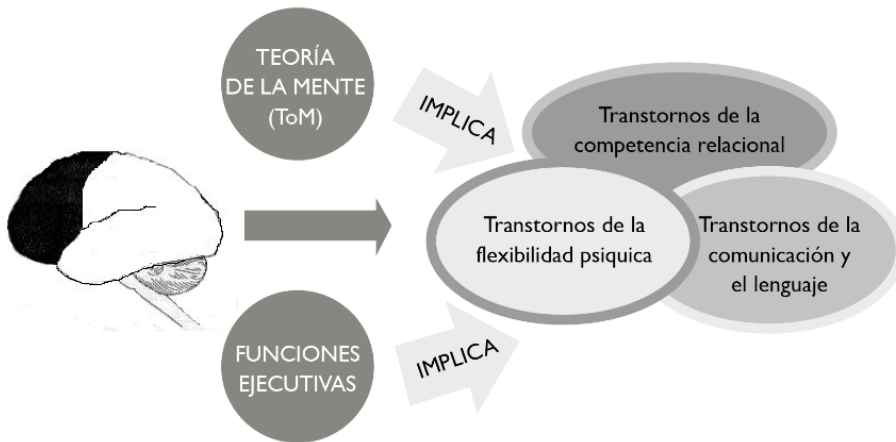 TEORÍA
DE LA MENTE
(ToM)
IMPLICA
Transtornos de la
competencia relacional
Transtornos de la
flexibilidad psiquica
Transtornos de la
comunicación y
el lenguaje
FUNCIONES
EJECUTIVAS
IMPLICA